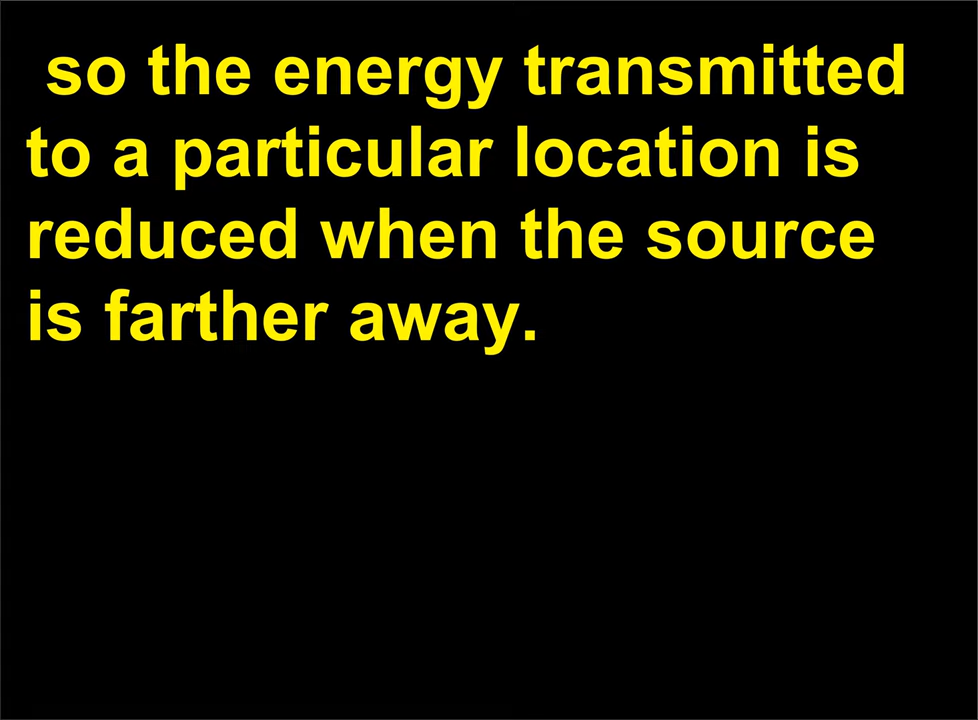 so the energy transmitted
to a particular location is
reduced when the source
is farther away.